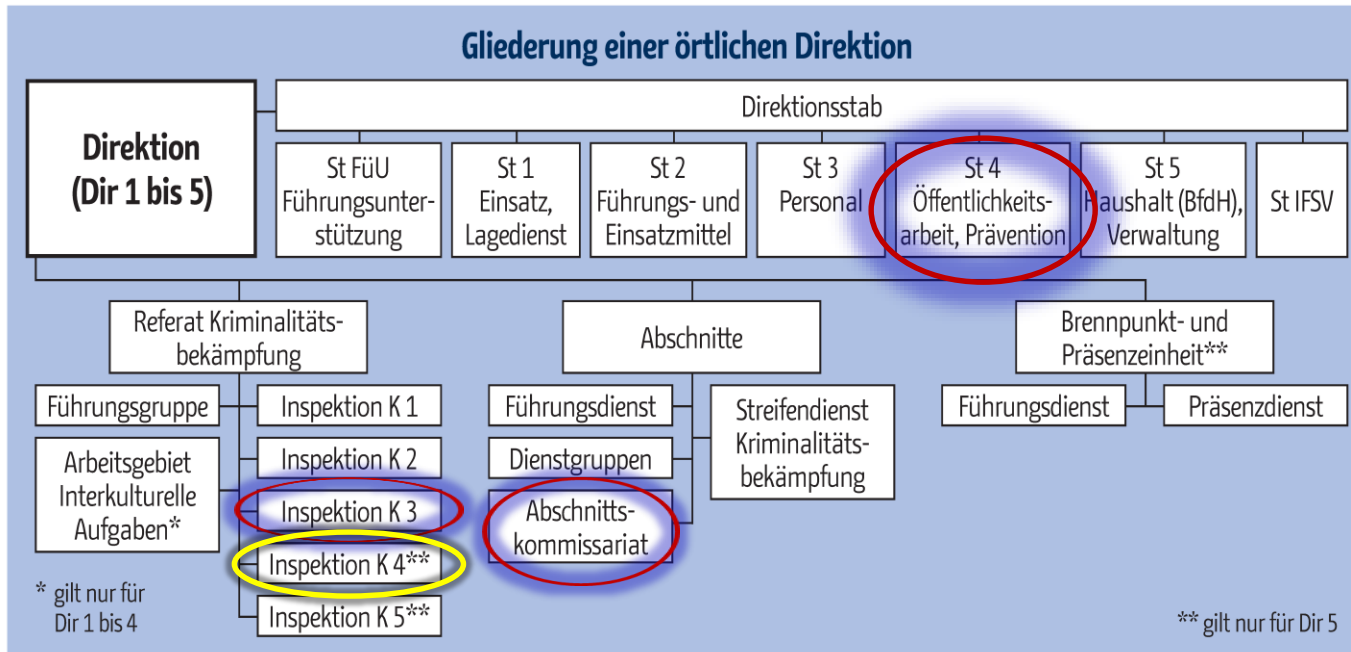 Gliederung einer örtlichen Direktion
Direktion
(Dir 1 bis 5)
Direktionsstab
St FüU
Führungsunter-
stützung
St 1
Einsatz,
Lagedienst
St 2
Führungs- und
Einsatzmittel
St 3
Personal
St 4
Öffentlichkeits-
arbeit, Prävention
St 5
Haushalt (BfdH),
Verwaltung
St IFSV
Referat Kriminalitäts-
bekämpfung
Führungsgruppe
Arbeitsgebiet
Interkulturelle
Aufgaben*
Inspektion K 1
Inspektion K 2
Inspektion K 3
Inspektion K 4**
Inspektion K 5**
Abschnitte
Führungsdienst
Dienstgruppen
Abschnitts-
kommissariat
Streifendienst
Kriminalitäts-
bekämpfung
Brennpunkt- und
Präsenzeinheit**
Führungsdienst
Präsenzdienst
* gilt nur für
Dir 1 bis 4
** gilt nur für Dir 5